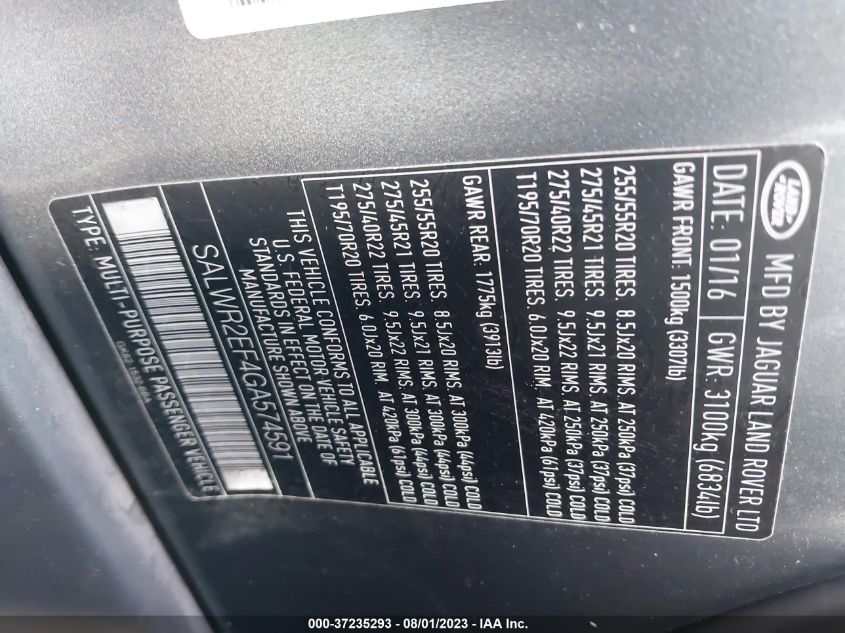 LAND
ROVER
MFD BY JAGUAR LAND ROVER LTD
DATE: 01/16 GWR: 3100kg (6834lb)
GAWR FRONT: 1500kg (3307lb)
255/55R20 TIRES. 8.5Jx20 RIMS AT 250kPa (37psi) COLD
275/45R21 TIRES. 9.5Jx21 RIMS AT 250kPa (37psi) COLD
275/40R22 TIRES. 9.5Jx22 RIMS AT 250kPa (37psi) COLD
T195/70R20 TIRES. 6.0Jx20 RIM AT 420kPa (61psi) COLD
GAWR REAR: 1775kg (3913lb)
255/55R20 TIRES. 8.5Jx20 RIMS AT 300kPa (44psi) COLD
275/45R21 TIRES. 9.5Jx21 RIMS AT 300kPa (44psi) COLD
275/40R22 TIRES. 9.5Jx22 RIMS AT 300kPa (44psi) COLD
T195/70R20 TIRES. 6.0Jx20 RIM AT 420kPa (61psi) COLD
THIS VEHICLE CONFORMS TO ALL APPLICABLE
U.S. FEDERAL MOTOR VEHICLE SAFETY
STANDARDS IN EFFECT ON THE DATE OF
MANUFACTURE SHOWN ABOVE
SALWR2EF4GA574591
TYPE: MULTI-PURPOSE PASSENGER VEHICLE
000-37235293 - 08/01/2023 - IAA Inc.